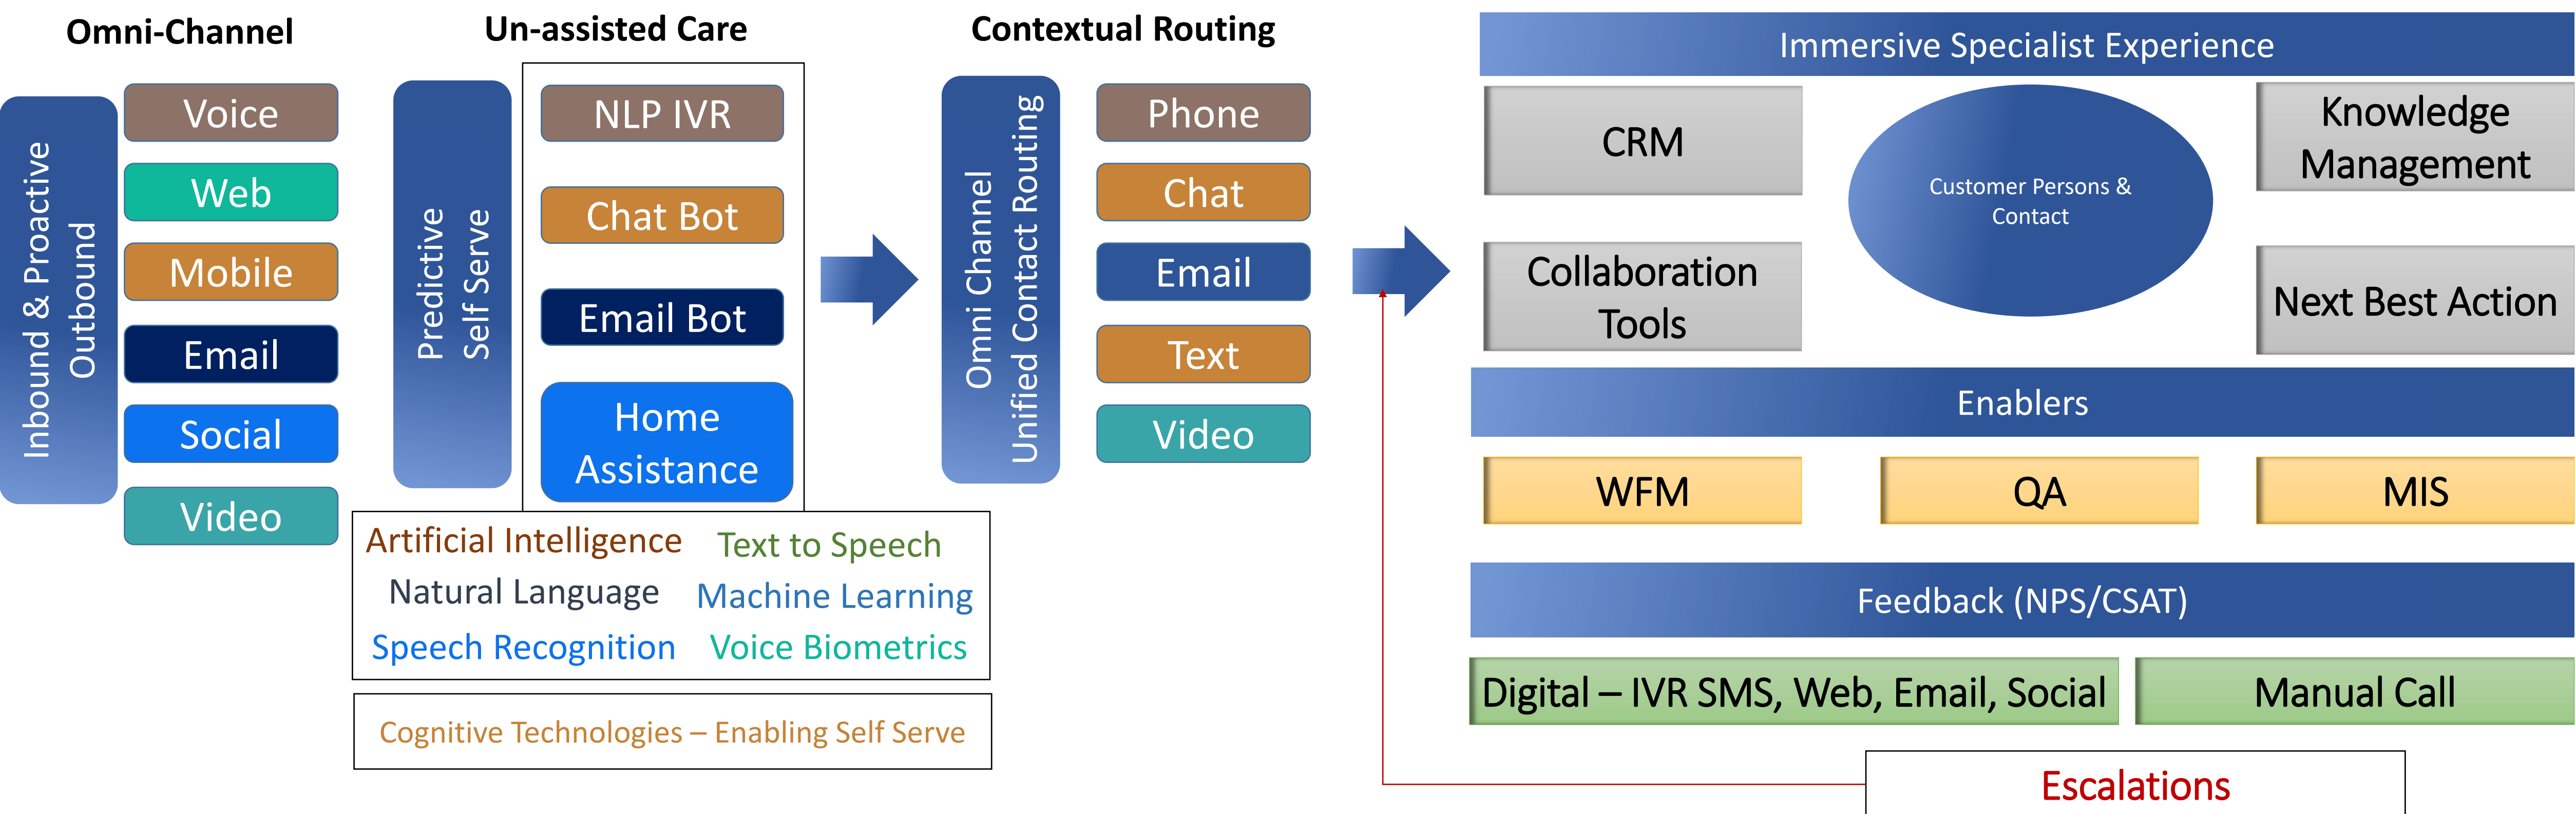 Omni-Channel
Inbound & Proactive
Outbound
Voice
Web
Mobile
Email
Social
Video
Un-assisted Care
Predictive
Self Serve
NLP IVR
Chat Bot
Email Bot
Home
Assistance
Artificial Intelligence
Text to Speech
Natural Language
Machine Learning
Speech Recognition
Voice Biometrics
Cognitive Technologies – Enabling Self Serve
Contextual Routing
Omni Channel
Unified Contact Routing
Phone
Chat
Email
Text
Video
Immersive Specialist Experience
CRM
Customer Persons &
Contact
Knowledge
Management
Collaboration
Tools
Next Best Action
Enablers
WFM
QA
MIS
Feedback (NPS/CSAT)
Digital – IVR SMS, Web, Email, Social
Manual Call
Escalations